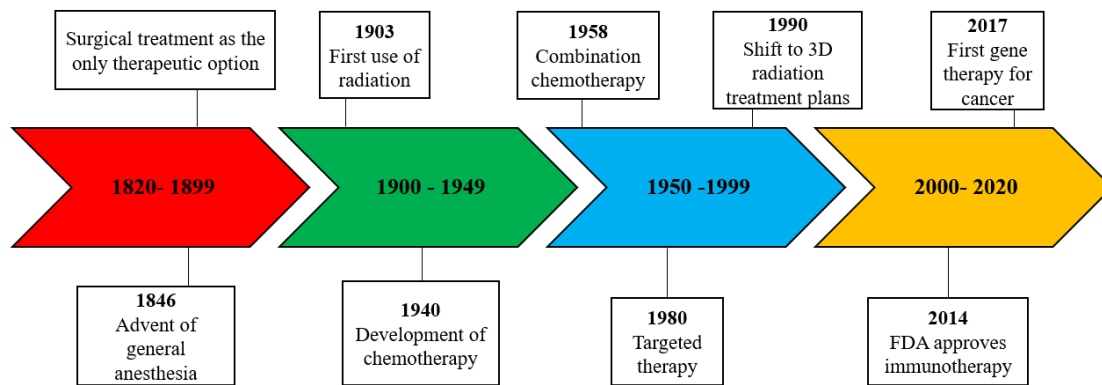 Surgical treatment as the
only therapeutic option
1903
First use of
radiation
1958
Combination
chemotherapy
1990
Shift to 3D
radiation
treatment plans
2017
First gene
therapy for
cancer
1820- 1899
1900 - 1949
1950 -1999
2000- 2020
1846
Advent of
general
anesthesia
1940
Development of
chemotherapy
1980
Targeted
therapy
2014
FDA approves
immunotherapy